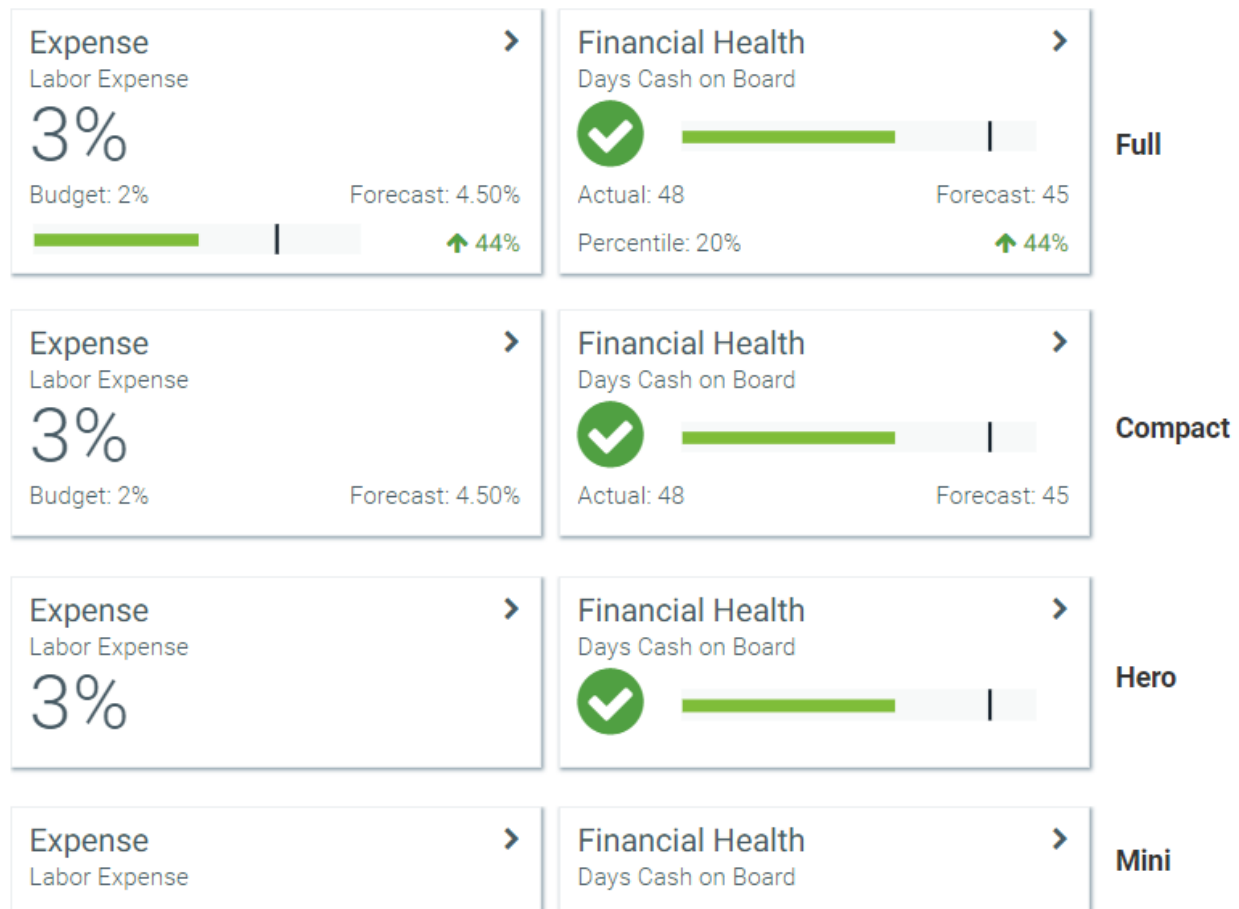 Expense
Labor Expense
3%
Budget: 2% Forecast: 4.50%
44%
Financial Health
Days Cash on Board
Actual: 48 Forecast: 45
Percentile: 20% 44%
Full
Expense
Labor Expense
3%
Budget: 2% Forecast: 4.50%
Financial Health
Days Cash on Board
Actual: 48 Forecast: 45
Compact
Expense
Labor Expense
3%
Financial Health
Days Cash on Board
Hero
Expense
Labor Expense
Financial Health
Days Cash on Board
Mini